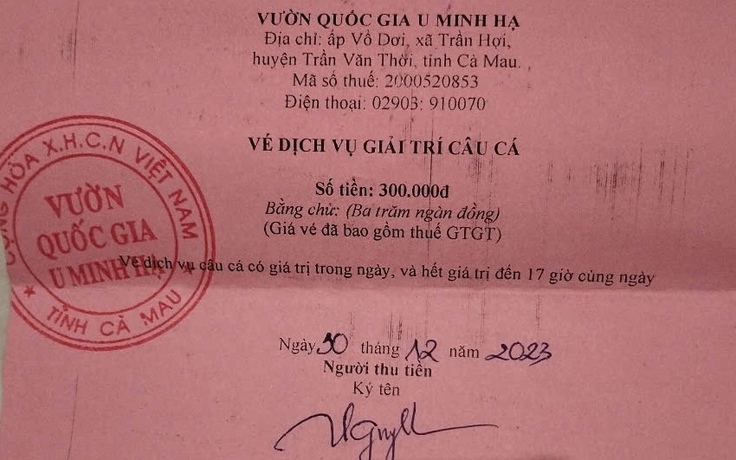 VƯỜN QUỐC GIA U MINH HẠ
Địa chỉ: ấp Vồ Dơi, xã Trần Hợi,
huyện Trần Văn Thời, tỉnh Cà Mau.
Mã số thuế: 2000520853
Điện thoại: 02903: 910070
VÉ DỊCH VỤ GIẢI TRÍ CÂU CÁ
Số tiền: 300.000đ
Bằng chữ: (Ba trăm ngàn đồng)
(Giá vé đã bao gồm thuế GTGT)
Vé dịch vụ câu cá có giá trị trong ngày, và hết giá trị đến 17 giờ cùng ngày
Ngày 30 tháng 12 năm 2023
Người thu tiền
Ký tên
CỘNG HÒA X.H.C.N VIỆT NAM
VƯỜN
QUỐC GIA
U MINH HẠ
TỈNH CÀ MAU